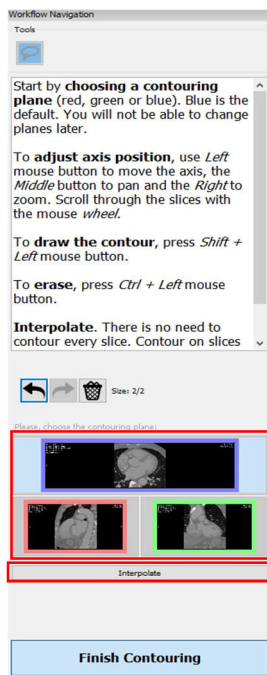 Workflow Navigation
Tools
Start by choosing a contouring
plane (red, green or blue). Blue is the
default. You will not be able to change
planes later.
To adjust axis position, use Left
mouse button to move the axis, the
Middle button to pan and the Right to
zoom. Scroll through the slices with
the mouse wheel.
To draw the contour, press Shift +
Left mouse button.
To erase, press Ctrl + Left mouse
button.
Interpolate. There is no need to
contour every slice. Contour on slices
Size: 2/2
Please, choose the contouring plane:
Interpolate
Finish Contouring